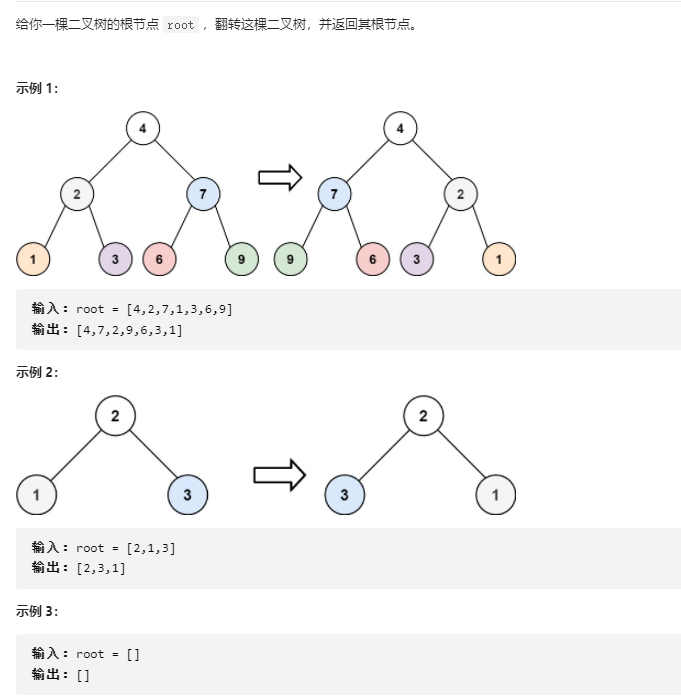 给你一棵二叉树的根节点 root ，翻转这棵二叉树，并返回其根节点。
示例 1：
4 4
2 7 7 2
1 3 6 9 9 6 3 1
输入：root = [4,2,7,1,3,6,9]
输出：[4,7,2,9,6,3,1]
示例 2：
2 2
1 3 3 1
输入：root = [2,1,3]
输出：[2,3,1]
示例 3：
输入：root = []
输出：[]